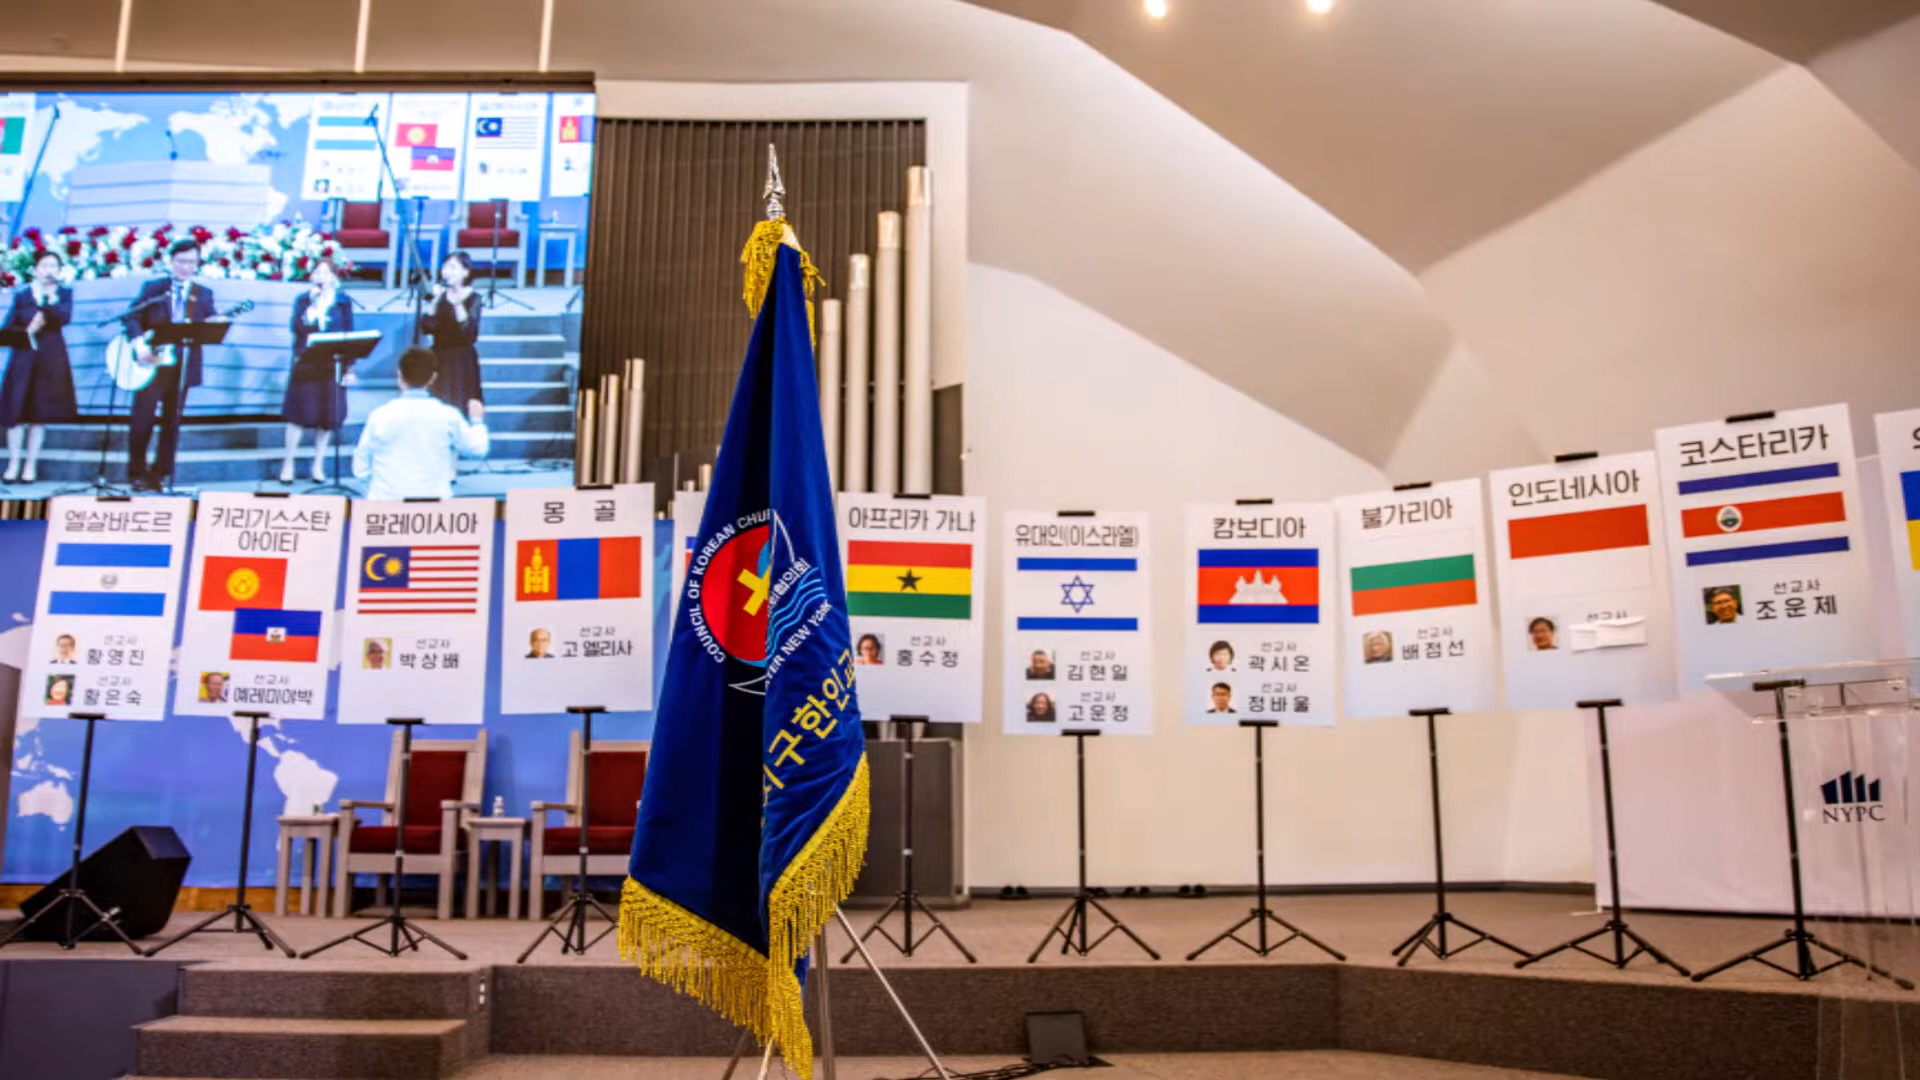 엘살바도르
선교사
황영진
선교사
황은숙
키리기스스탄
아이티
선교사
예레미야박
말레이시아
선교사
박상배
몽 골
선교사
고엘리사
COUNCIL OF KOREAN CHUR
TER NEW YORK
지구한인교
아프리카 가나
선교사
홍수정
유대인(이스라엘)
선교사
김현일
선교사
고운정
캄보디아
선교사
곽시온
선교사
정바울
불가리아
선교사
배점선
인도네시아
선교사
코스타리카
선교사
조운제
NYPC